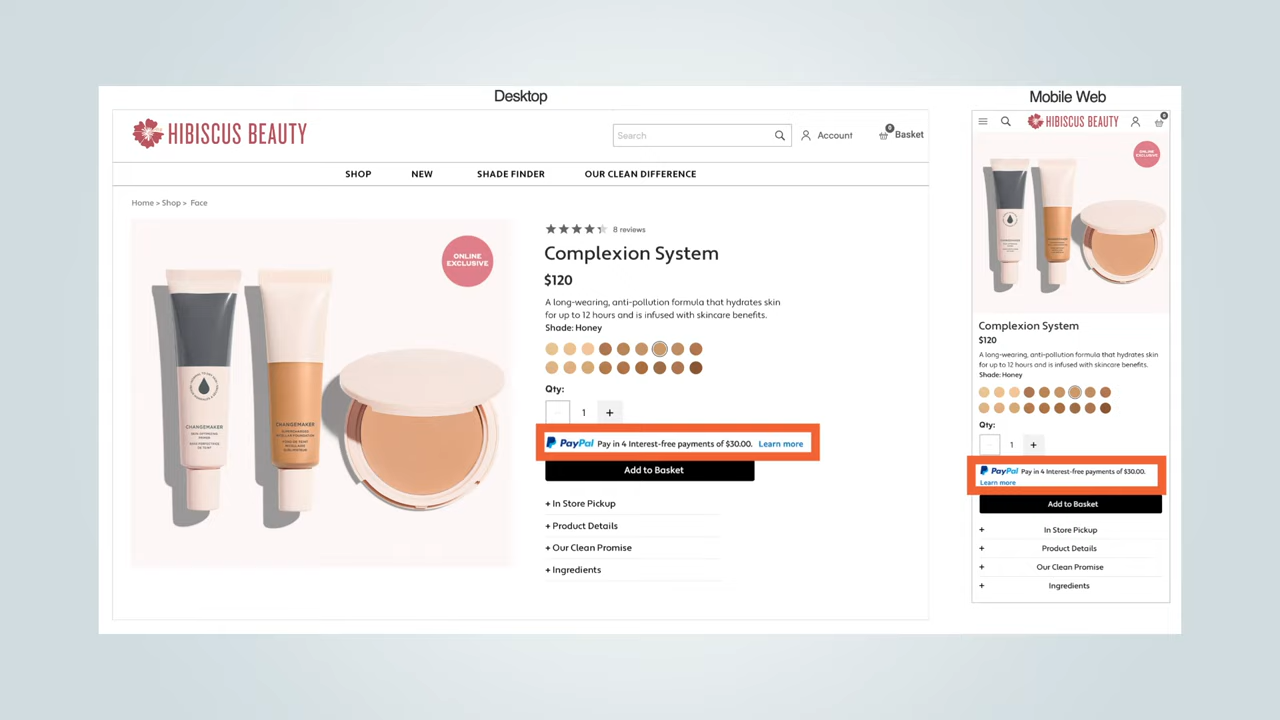 Desktop
HIBISCUS BEAUTY
Search
Account
0
Basket
SHOP NEW SHADE FINDER OUR CLEAN DIFFERENCE
Home > Shop > Face
ONLINE
EXCLUSIVE
CHANGEMAKER
CHANGEMAKER
8 reviews
Complexion System
$120
A long-wearing, anti-pollution formula that hydrates skin
for up to 12 hours and is infused with skincare benefits.
Shade: Honey
Qty:
- 1 +
PayPal Pay in 4 Interest-free payments of $30.00. Learn more
Add to Basket
+ In Store Pickup
+ Product Details
+ Our Clean Promise
+ Ingredients
Mobile Web
HIBISCUS BEAUTY
0
ONLINE
EXCLUSIVE
CHANGEMAKER
CHANGEMAKER
Complexion System
$120
A long-wearing, anti-pollution formula that hydrates skin
for up to 12 hours and is infused with skincare benefits.
Shade: Honey
Qty:
- 1 +
PayPal Pay in 4 Interest-free payments of $30.00.
Learn more
Add to Basket
+ In Store Pickup
+ Product Details
+ Our Clean Promise
+ Ingredients